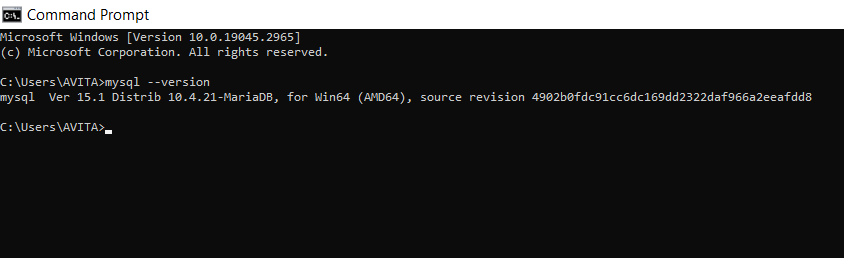 Command Prompt
Microsoft Windows [Version 10.0.19045.2965]
(c) Microsoft Corporation. All rights reserved.
C:\Users\AVITA>mysql --version
mysql  Ver 15.1 Distrib 10.4.21-MariaDB, for Win64 (AMD64), source revision 4902b0fdc91cc6dc169dd2322daf966a2eeafdd8
C:\Users\AVITA>